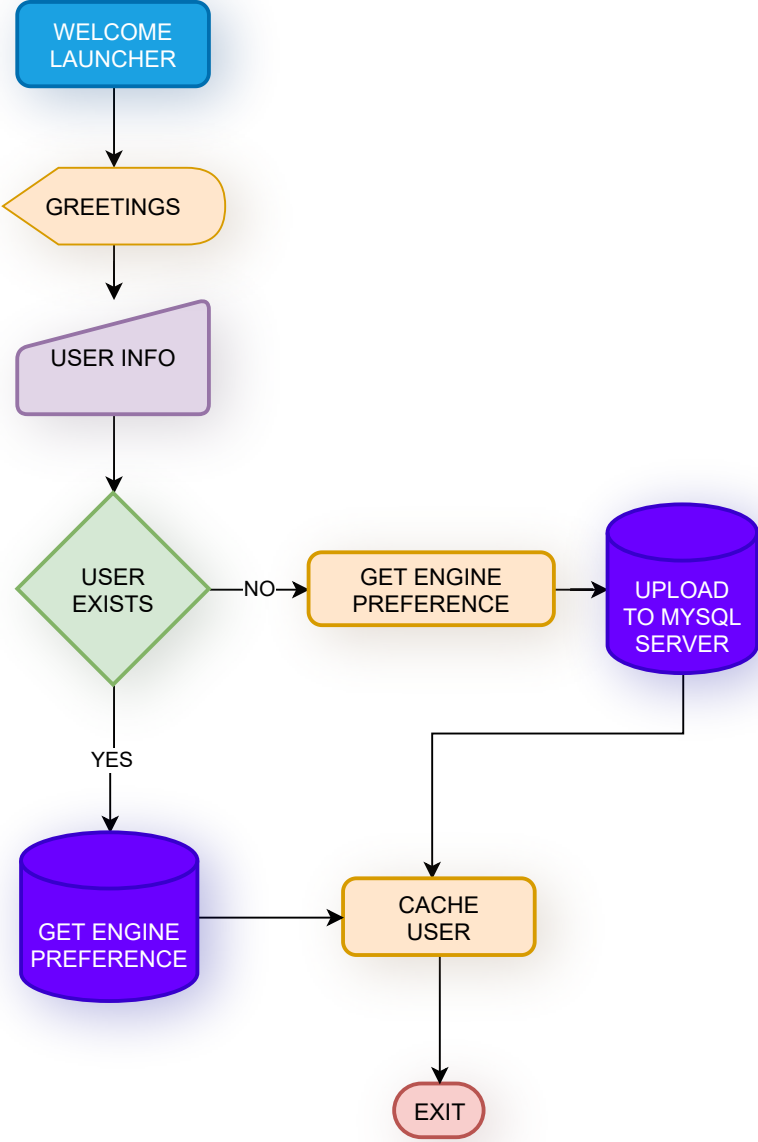 WELCOME
LAUNCHER
GREETINGS
USER INFO
USER
EXISTS
NO
GET ENGINE
PREFERENCE
UPLOAD
TO MYSQL
SERVER
YES
GET ENGINE
PREFERENCE
CACHE
USER
EXIT